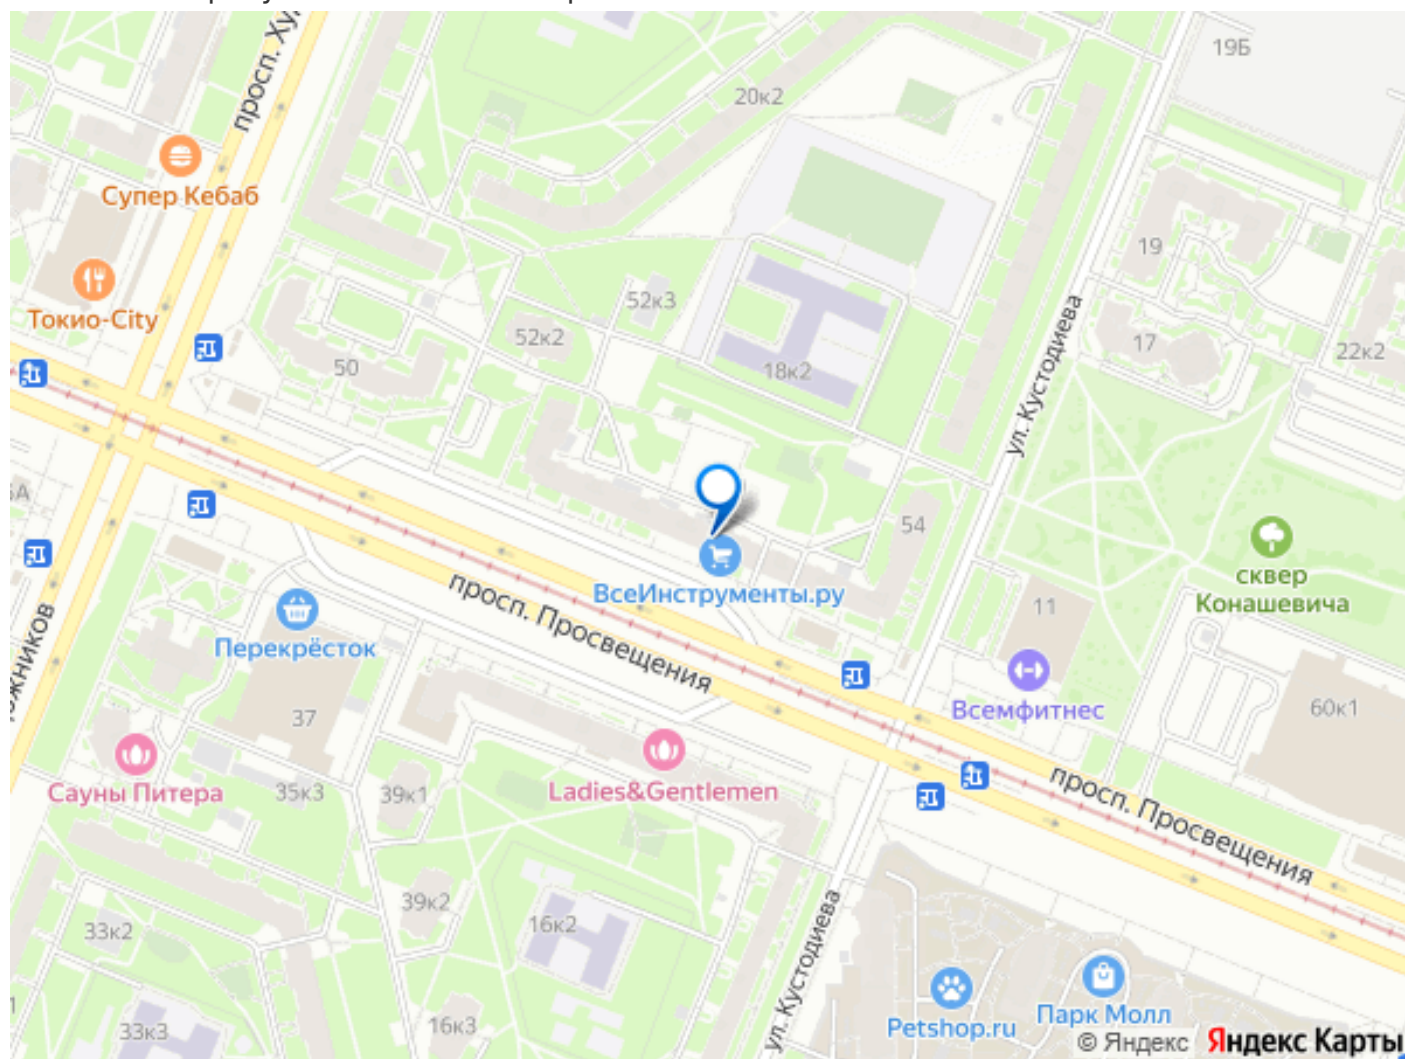 19Б
просп. Ху
20к2
Супер Кебаб
19
52к3
Токио-City
52к2
17
22к2
50
18к2
ул. Кустодиева
54
сквер
Конашевича
ВсеИнструменты.ру
11
просп. Просвещения
Перекрёсток
Всемфитнес
60к1
37
ожников
Сауны Питера
35к3
39к1
Ladies&Gentlemen
просп. Просвещения
39к2
16к2
33к2
ул. Кустодиева
Парк Молл
Petshop.ru
16к3
33к3
© Яндекс Яндекс Карты